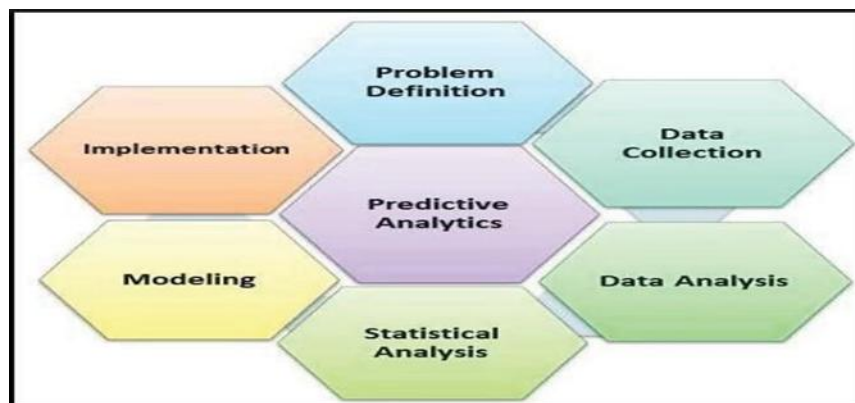 Problem
Definition
Data
Collection
Implementation
Predictive
Analytics
Modeling
Data Analysis
Statistical
Analysis